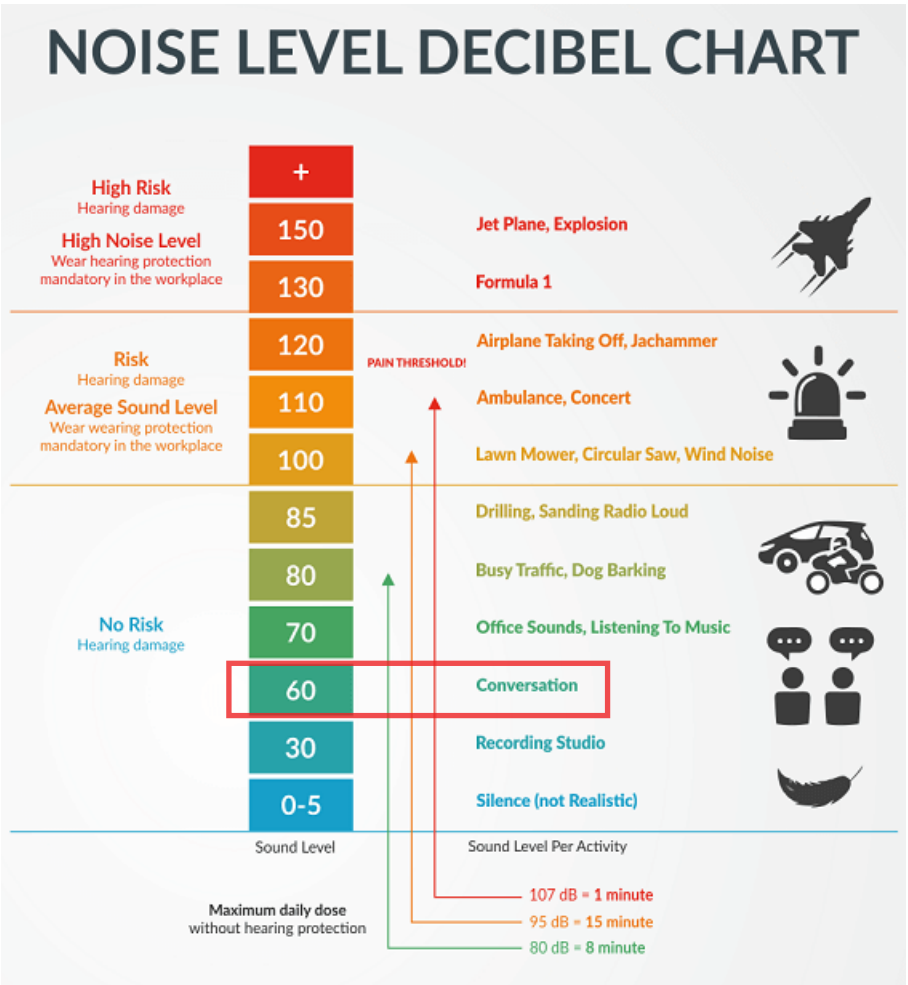 NOISE LEVEL DECIBEL CHART
High Risk
Hearing damage
High Noise Level
Wear hearing protection
mandatory in the workplace
+
150
Jet Plane, Explosion
130
Formula 1
Risk
Hearing damage
Average Sound Level
Wear wearing protection
mandatory in the workplace
120
PAIN THRESHOLD!
Airplane Taking Off, Jachammer
110
Ambulance, Concert
100
Lawn Mower, Circular Saw, Wind Noise
No Risk
Hearing damage
85
Drilling, Sanding Radio Loud
80
Busy Traffic, Dog Barking
70
Office Sounds, Listening To Music
60
Conversation
30
Recording Studio
0-5
Silence (not Realistic)
Sound Level
Sound Level Per Activity
Maximum daily dose
without hearing protection
107 dB = 1 minute
95 dB = 15 minute
80 dB = 8 minute